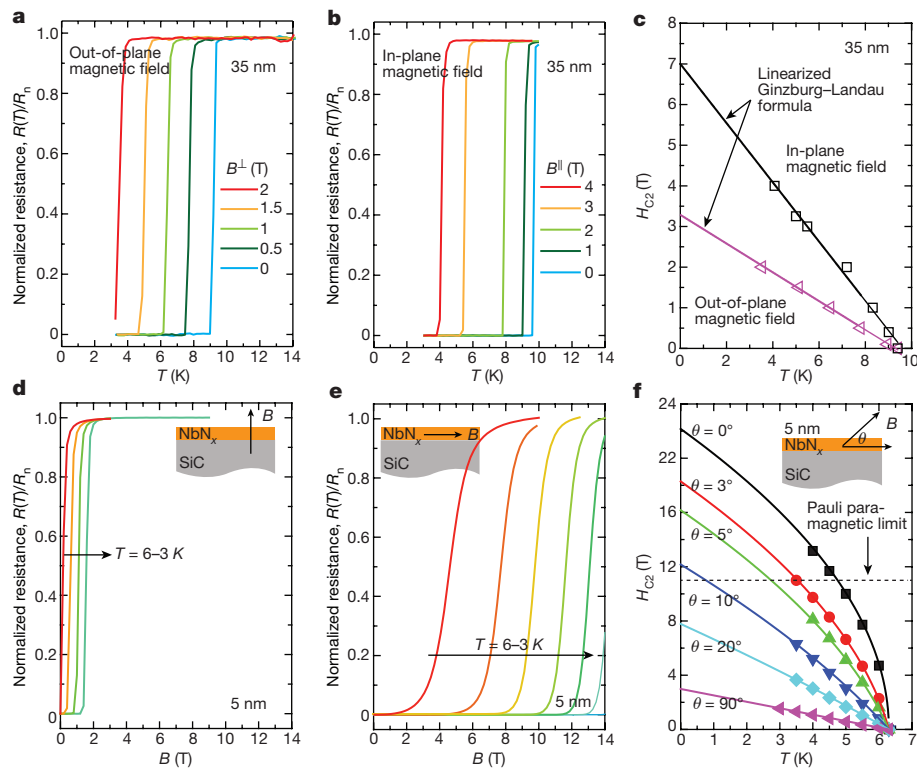 a
Normalized resistance, R(T)/Rn
1.0
0.8
0.6
0.4
0.2
0
Out-of-plane
magnetic field
35 nm
B⊥ (T)
2
1.5
1
0.5
0
0 2 4 6 8 10 12 14
T (K)
b
Normalized resistance, R(T)/Rn
1.0
0.8
0.6
0.4
0.2
0
In-plane
magnetic field
35 nm
B∥ (T)
4
3
2
1
0
0 2 4 6 8 10 12 14
T (K)
c
35 nm
HC2 (T)
8
7
6
5
4
3
2
1
0
Linearized
Ginzburg–Landau
formula
In-plane
magnetic field
Out-of-plane
magnetic field
0 1 2 3 4 5 6 7 8 9 10
T (K)
d
Normalized resistance, R(T)/Rn
1.0
0.8
0.6
0.4
0.2
0
B
NbNx
SiC
T = 6–3 K
5 nm
0 2 4 6 8 10 12 14
B (T)
e
Normalized resistance, R(T)/Rn
1.0
0.8
0.6
0.4
0.2
0
NbNx
B
SiC
T = 6–3 K
5 nm
0 2 4 6 8 10 12 14
B (T)
f
HC2 (T)
24
22
16
12
8
4
0
θ = 0°
θ = 3°
θ = 5°
θ = 10°
θ = 20°
θ = 90°
5 nm
B
NbNx
θ
SiC
Pauli para-
magnetic limit
0 1 2 3 4 5 6 7
T (K)